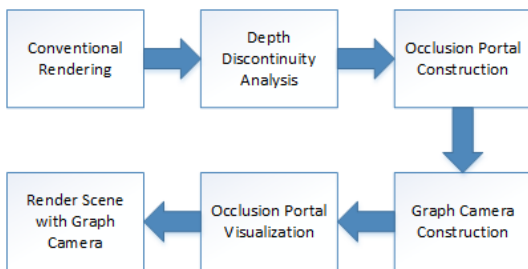 Conventional
Rendering
Depth
Discontinuity
Analysis
Occlusion Portal
Construction
Graph Camera
Construction
Occlusion Portal
Visualization
Render Scene
with Graph
Camera